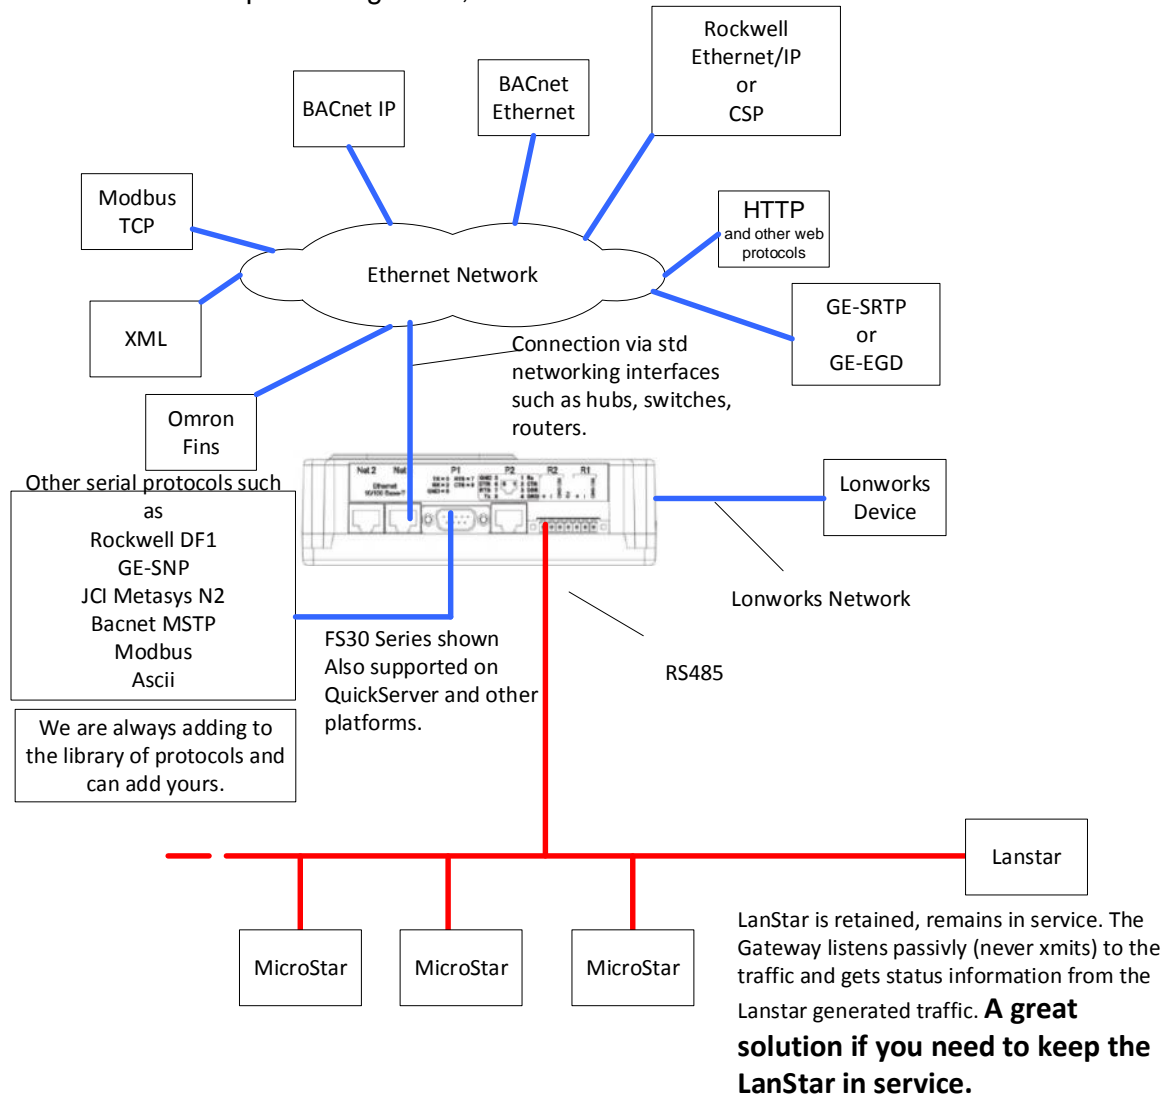 Rockwell
Ethernet/IP
or
CSP
BACnet
Ethernet
BACnet IP
Modbus
TCP
HTTP
and other web
protocols
Ethernet Network
XML
GE-SRTP
or
GE-EGD
Connection via std
networking interfaces
such as hubs, switches,
routers.
Omron
Fins
Other serial protocols such
as
Rockwell DF1
GE-SNP
JCI Metasys N2
Bacnet MSTP
Modbus
Ascii
P1
P2
R2
R1
Ethernet
Lonworks
Device
Lonworks Network
FS30 Series shown
Also supported on
QuickServer and other
platforms.
RS485
We are always adding to
the library of protocols and
can add yours.
Lanstar
MicroStar
MicroStar
MicroStar
LanStar is retained, remains in service. The
Gateway listens passivly (never xmits) to the
traffic and gets status information from the
Lanstar generated traffic. A great
solution if you need to keep the
LanStar in service.